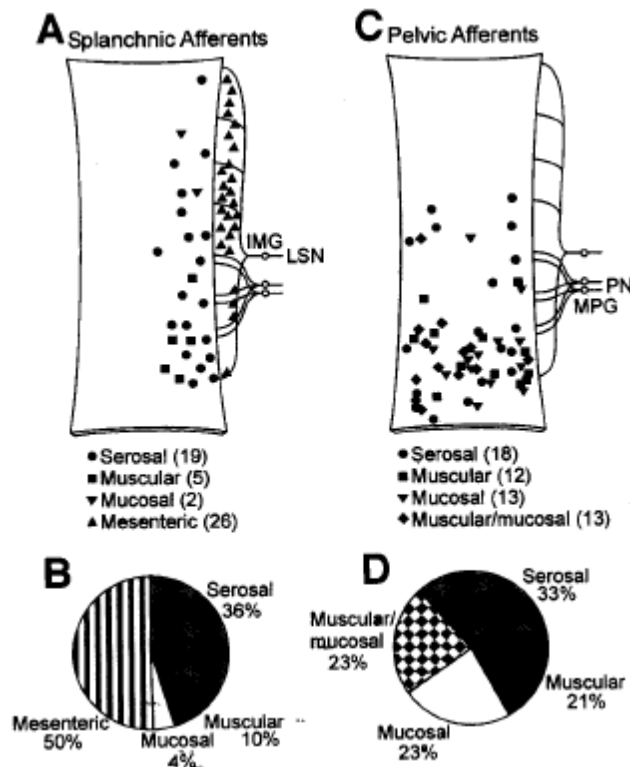 A Splanchnic Afferents
IMG
LSN
● Serosal (19)
■ Muscular (5)
▼ Mucosal (2)
▲ Mesenteric (26)
B
Serosal
36%
Muscular
10%
Mucosal
4%
Mesenteric
50%
C Pelvic Afferents
PN
MPG
● Serosal (18)
■ Muscular (12)
▼ Mucosal (13)
◆ Muscular/mucosal (13)
D
Serosal
33%
Muscular/
mucosal
23%
Muscular
21%
Mucosal
23%